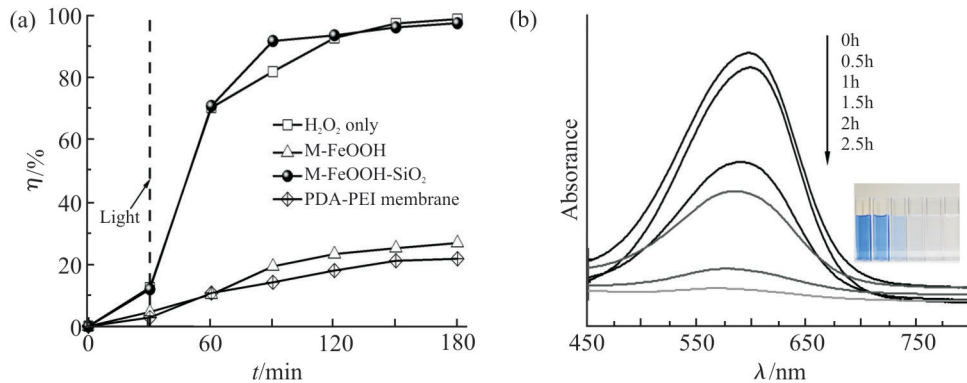 (a)
100
80
60
40
20
0
η/%
Light
H₂O₂ only
M-FeOOH
M-FeOOH-SiO₂
PDA-PEI membrane
0
60
120
180
t/min
(b)
Absorance
0h
0.5h
1h
1.5h
2h
2.5h
450
550
650
750
λ/nm